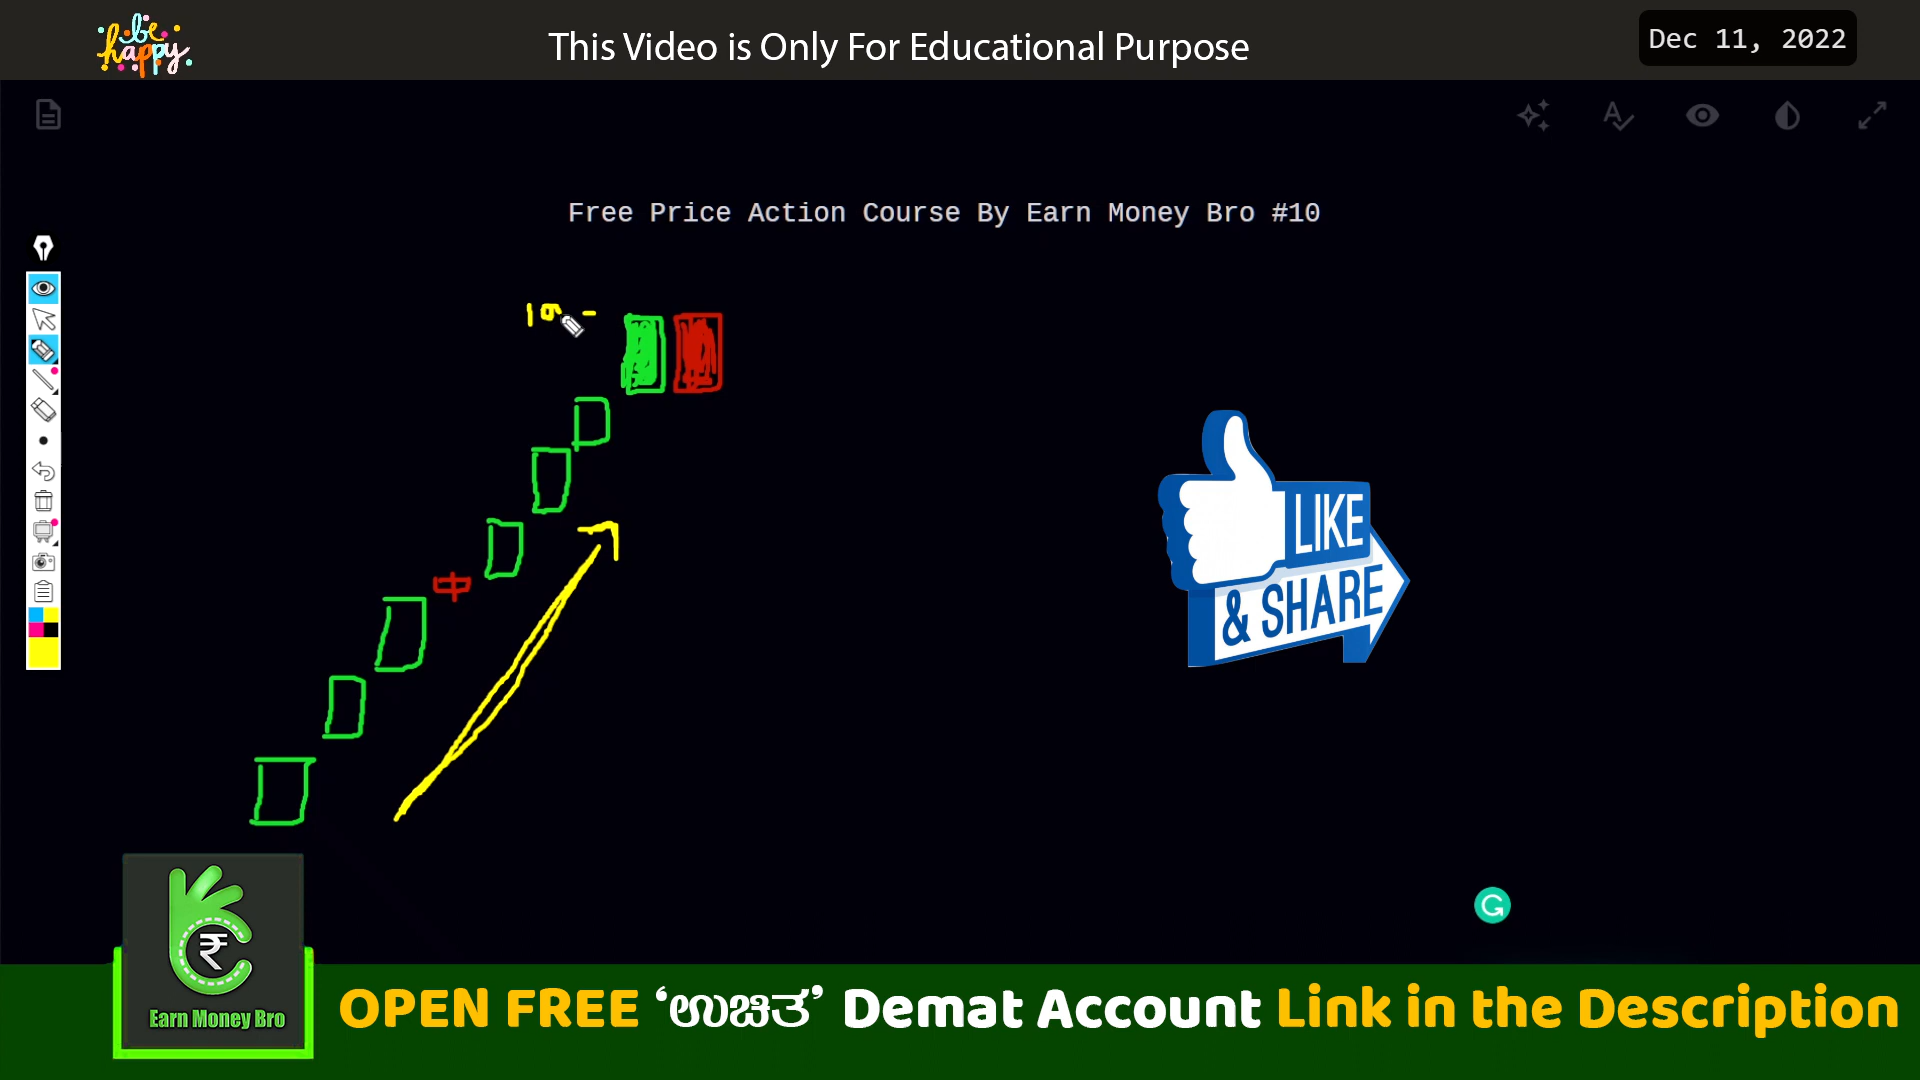 be
happy
This Video is Only For Educational Purpose
Dec 11, 2022
Free Price Action Course By Earn Money Bro #10
LIKE
& SHARE
₹
Earn Money Bro
OPEN FREE ‘ಉಚಿತ’ Demat Account Link in the Description